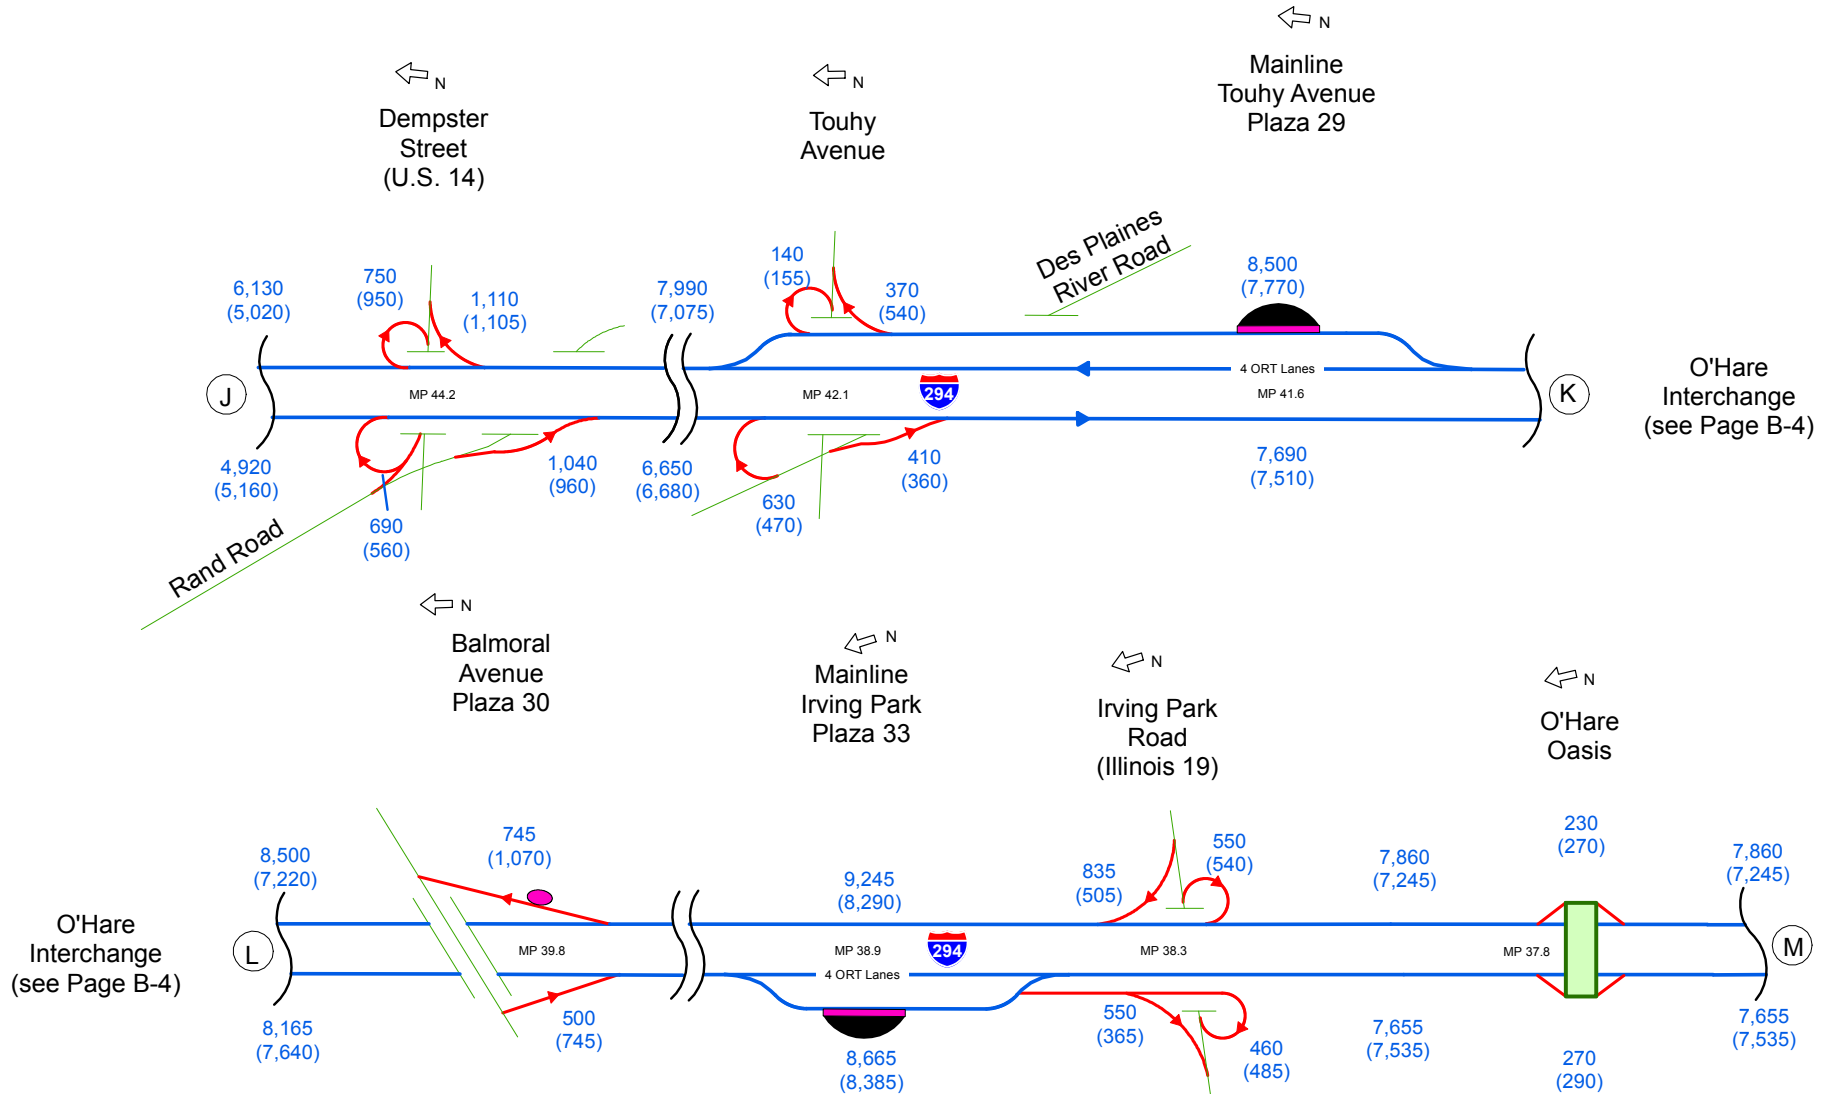 N
Mainline
Touhy Avenue
Plaza 29
N
Dempster
Street
(U.S. 14)
N
Touhy
Avenue
Des Plaines
River Road
6,130
(5,020)
750
(950)
1,110
(1,105)
7,990
(7,075)
140
(155)
370
(540)
8,500
(7,770)
4 ORT Lanes
J
MP 44.2
MP 42.1
294
MP 41.6
K
O'Hare
Interchange
(see Page B-4)
4,920
(5,160)
690
(560)
1,040
(960)
6,650
(6,680)
630
(470)
410
(360)
7,690
(7,510)
Rand Road
N
Balmoral
Avenue
Plaza 30
N
Mainline
Irving Park
Plaza 33
N
Irving Park
Road
(Illinois 19)
N
O'Hare
Oasis
8,500
(7,220)
745
(1,070)
9,245
(8,290)
835
(505)
550
(540)
7,860
(7,245)
230
(270)
7,860
(7,245)
O'Hare
Interchange
(see Page B-4)
L
MP 39.8
MP 38.9
294
MP 38.3
MP 37.8
M
4 ORT Lanes
8,165
(7,640)
500
(745)
8,665
(8,385)
550
(365)
460
(485)
7,655
(7,535)
270
(290)
7,655
(7,535)